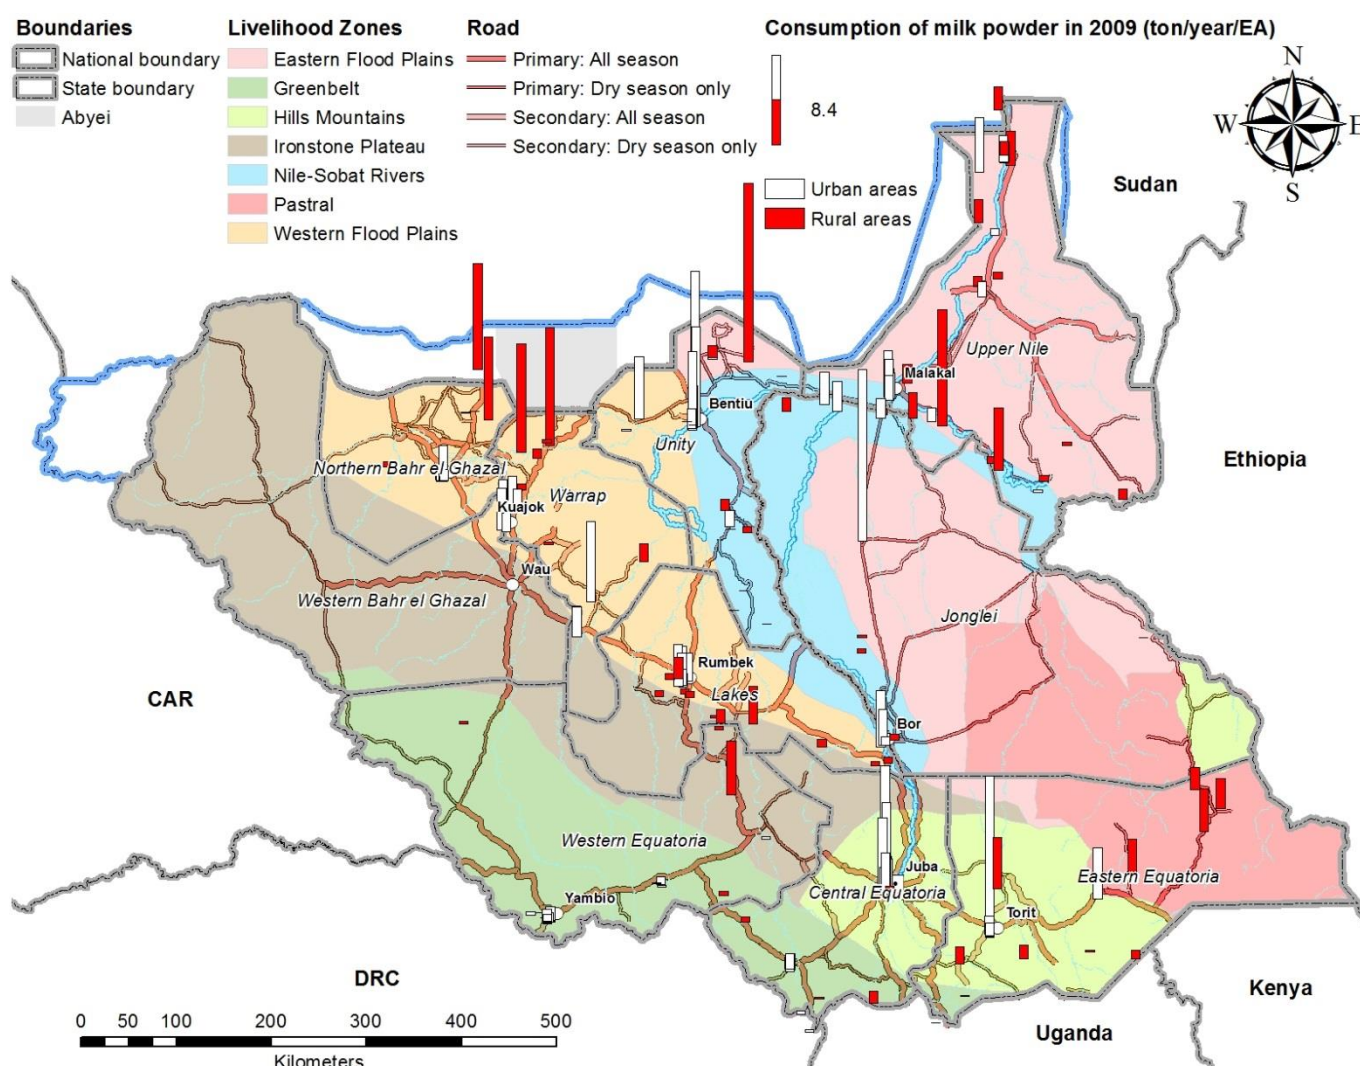 Boundaries
National boundary
State boundary
Abyei
Livelihood Zones
Eastern Flood Plains
Greenbelt
Hills Mountains
Ironstone Plateau
Nile-Sobat Rivers
Pastral
Western Flood Plains
Road
Primary: All season
Primary: Dry season only
Secondary: All season
Secondary: Dry season only
Consumption of milk powder in 2009 (ton/year/EA)
8.4
Urban areas
Rural areas
N
W E
S
Sudan
Upper Nile
Malakal
Bentiu
Unity
Ethiopia
Northern Bahr el Ghazal
Warrap
Kuajok
Wau
Western Bahr el Ghazal
Jonglei
Rumbek
Lakes
CAR
Bor
Western Equatoria
Juba
Central Equatoria
Eastern Equatoria
Yambio
Torit
DRC
Kenya
Uganda
0 50 100 200 300 400 500
Kilometers